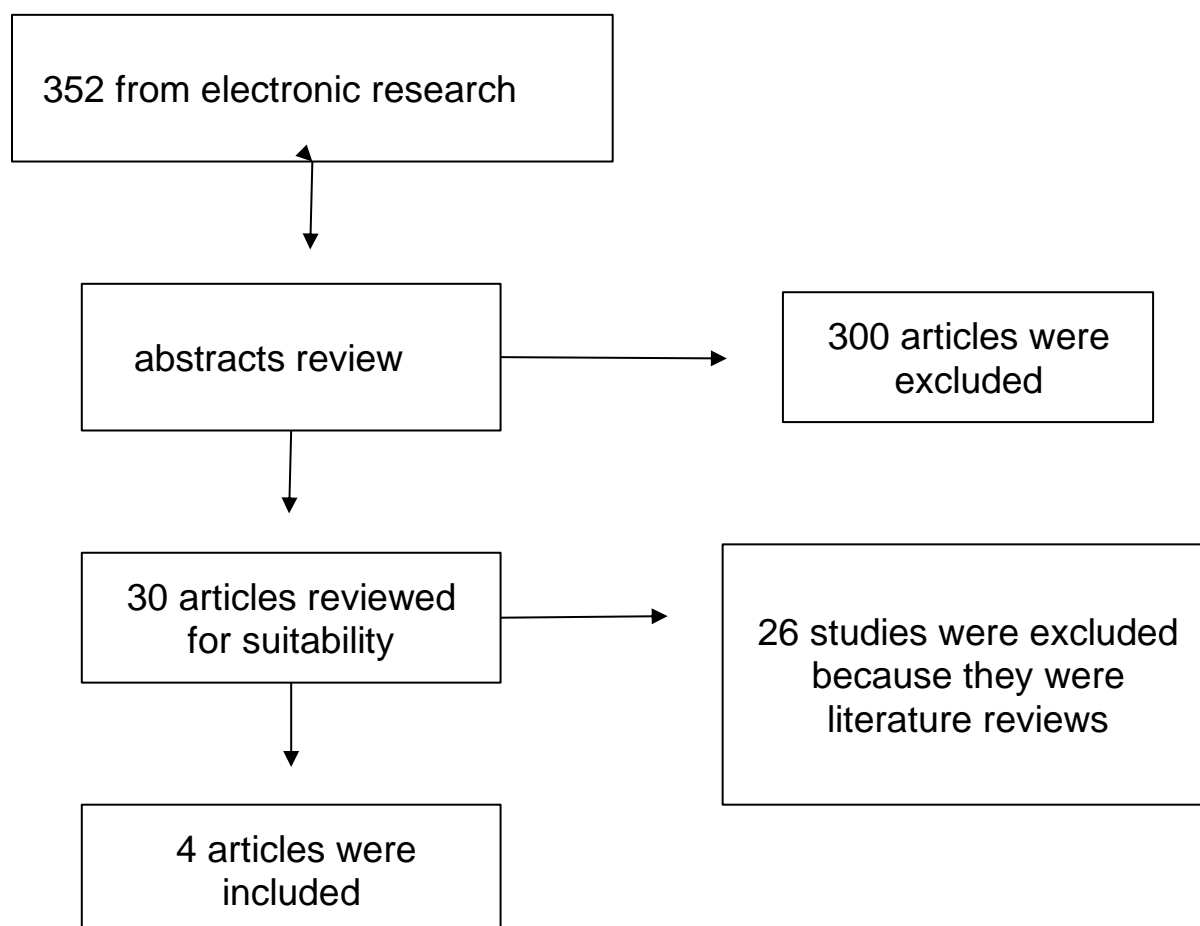 352 from electronic research
abstracts review
300 articles were
excluded
30 articles reviewed
for suitability
26 studies were excluded
because they were
literature reviews
4 articles were
included